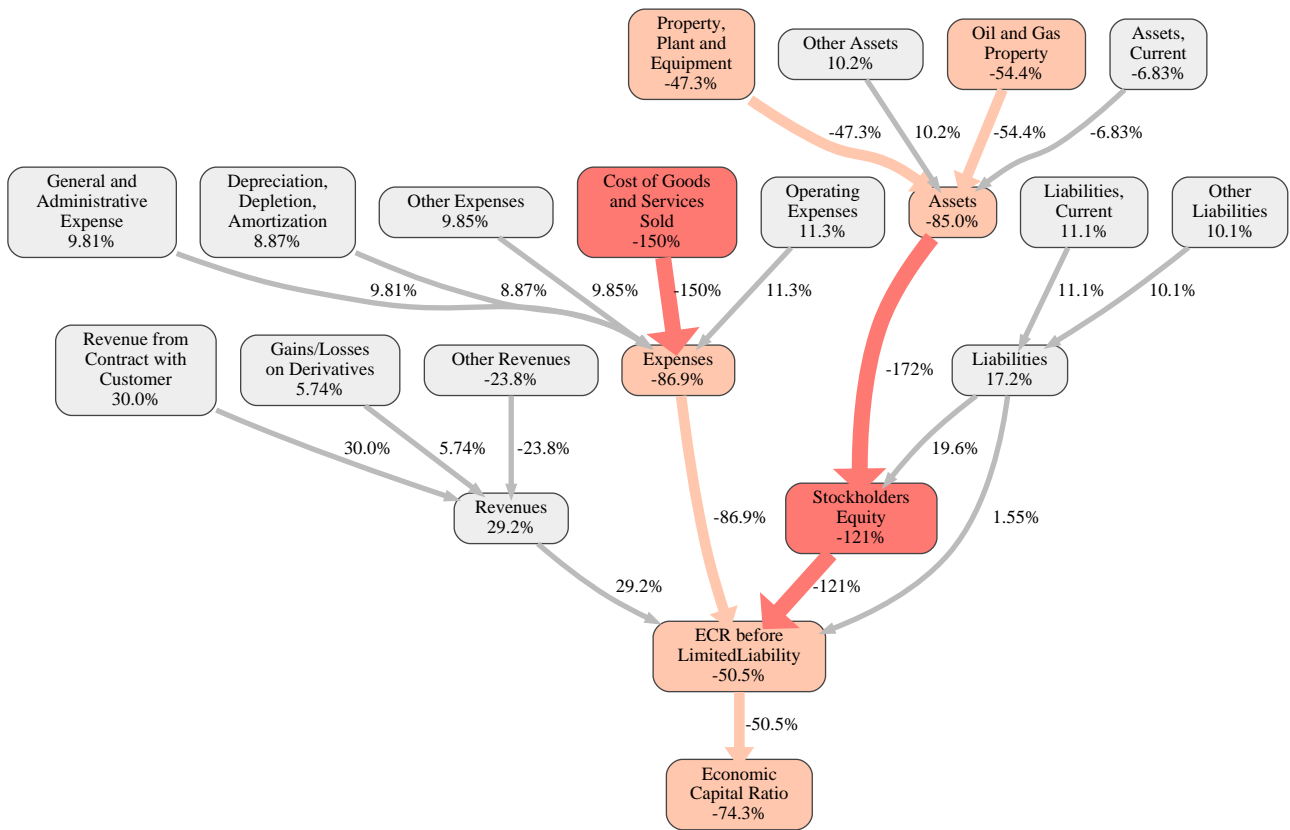 Property,
Plant and
Equipment
-47.3%
Other Assets
10.2%
Oil and Gas
Property
-54.4%
Assets,
Current
-6.83%
-47.3%
10.2%
-54.4%
-6.83%
General and
Administrative
Expense
9.81%
Depreciation,
Depletion,
Amortization
8.87%
Other Expenses
9.85%
Cost of Goods
and Services
Sold
-150%
Operating
Expenses
11.3%
Assets
-85.0%
Liabilities,
Current
11.1%
Other
Liabilities
10.1%
9.81%
8.87%
9.85%
-150%
11.3%
11.1%
10.1%
Revenue from
Contract with
Customer
30.0%
Gains/Losses
on Derivatives
5.74%
Other Revenues
-23.8%
Expenses
-86.9%
-172%
Liabilities
17.2%
30.0%
5.74%
-23.8%
19.6%
Revenues
29.2%
-86.9%
Stockholders
Equity
-121%
1.55%
29.2%
-121%
ECR before
LimitedLiability
-50.5%
-50.5%
Economic
Capital Ratio
-74.3%